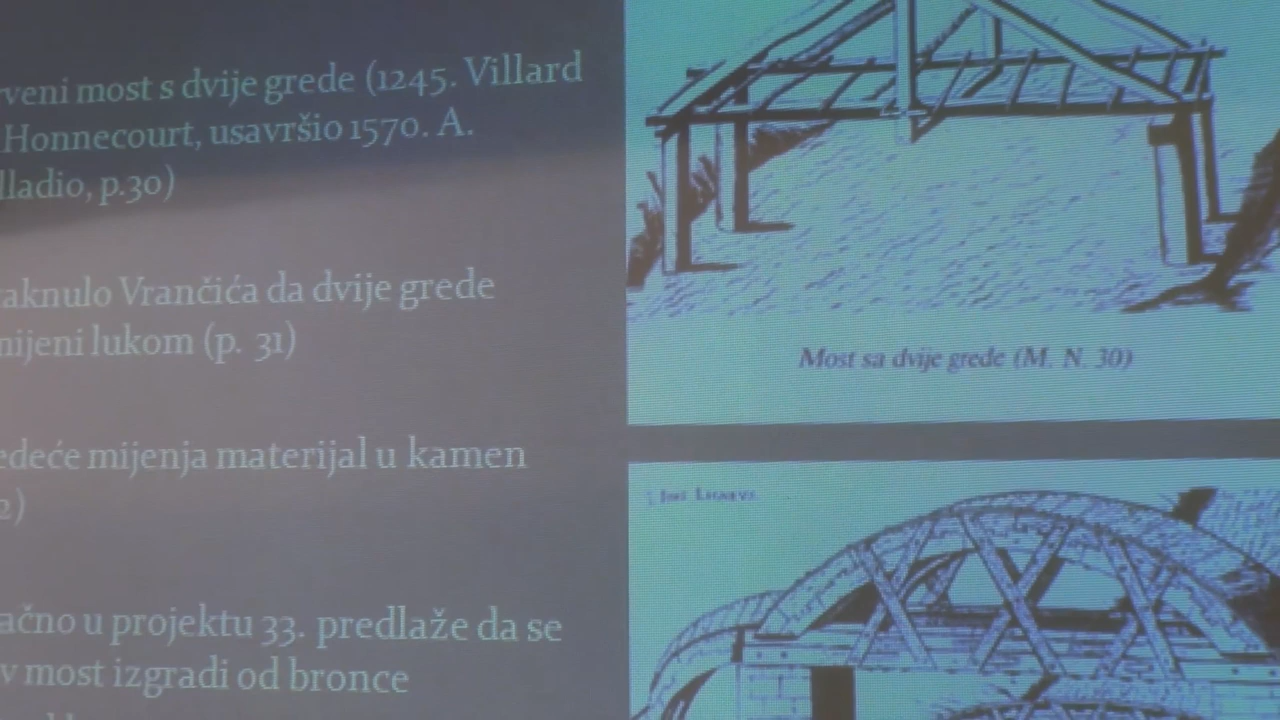 rveni most s dvije grede (1245. Villard
Honnecourt, usavršio 1570. A.
lladio, p.30)
aknulo Vrančića da dvije grede
nijeni lukom (p. 31)
edeće mijenja materijal u kamen
2)
ačno u projektu 33. predlaže da se
v most izgradi od bronce
Most sa dvije grede (M. N. 30)